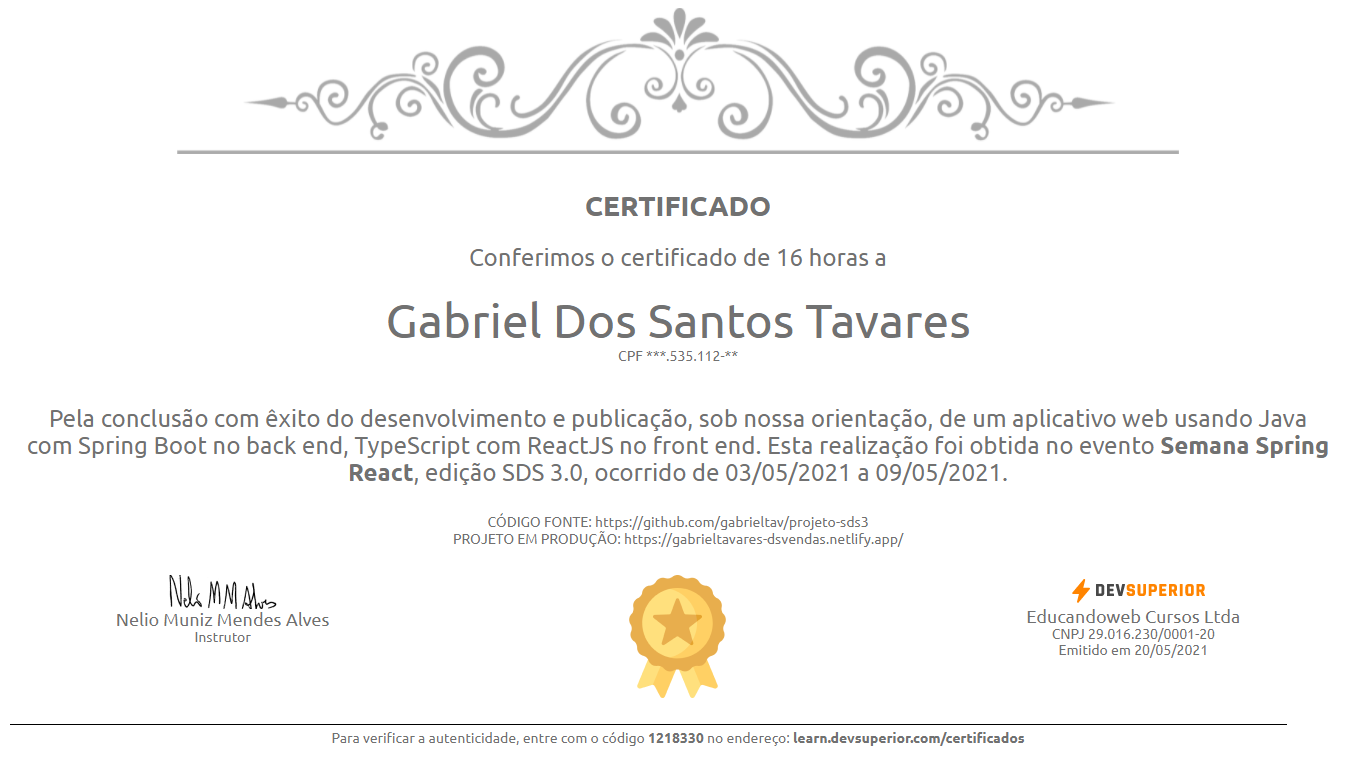 CERTIFICADO
Conferimos o certificado de 16 horas a
Gabriel Dos Santos Tavares
CPF ***.535.112-**
Pela conclusão com êxito do desenvolvimento e publicação, sob nossa orientação, de um aplicativo web usando Java
com Spring Boot no back end, TypeScript com ReactJS no front end. Esta realização foi obtida no evento Semana Spring
React, edição SDS 3.0, ocorrido de 03/05/2021 a 09/05/2021.
CÓDIGO FONTE: https://github.com/gabrieltav/projeto-sds3
PROJETO EM PRODUÇÃO: https://gabrieltavares-dsvendas.netlify.app/
Nelio M M Alves
Nelio Muniz Mendes Alves
Instrutor
DEVSUPERIOR
Educandoweb Cursos Ltda
CNPJ 29.016.230/0001-20
Emitido em 20/05/2021
Para verificar a autenticidade, entre com o código 1218330 no endereço: learn.devsuperior.com/certificados